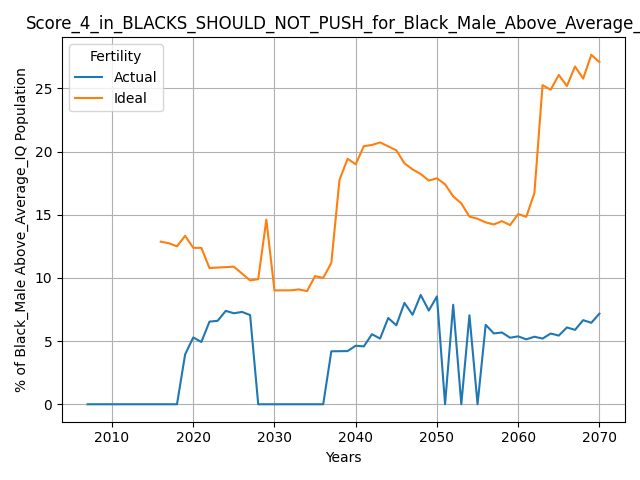 Score_4_in_BLACKS_SHOULD_NOT_PUSH_for_Black_Male_Above_Average_
Fertility
Actual
Ideal
% of Black_Male Above_Average_IQ Population
25
20
15
10
5
0
2010 2020 2030 2040 2050 2060 2070
Years